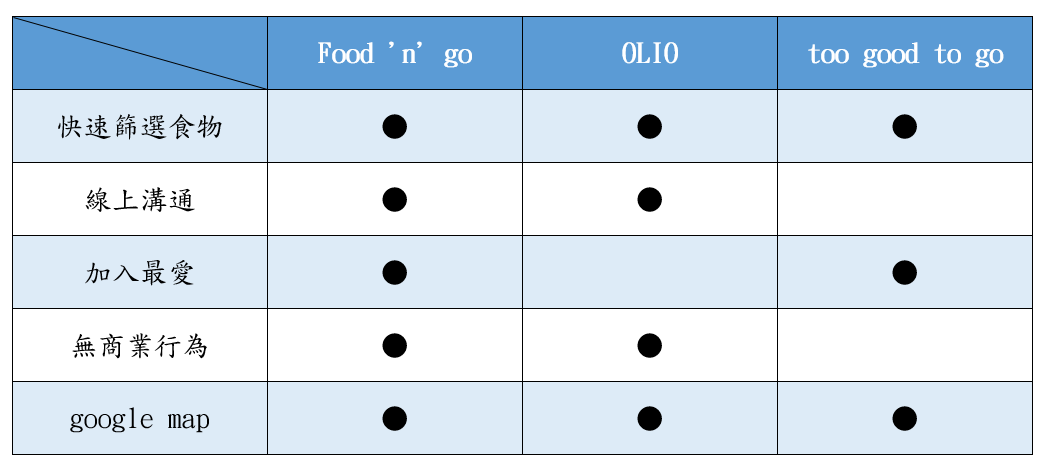 Food 'n' go OLIO too good to go
快速篩選食物 ● ● ●
線上溝通 ● ●
加入最愛 ● ●
無商業行為 ● ●
google map ● ● ●